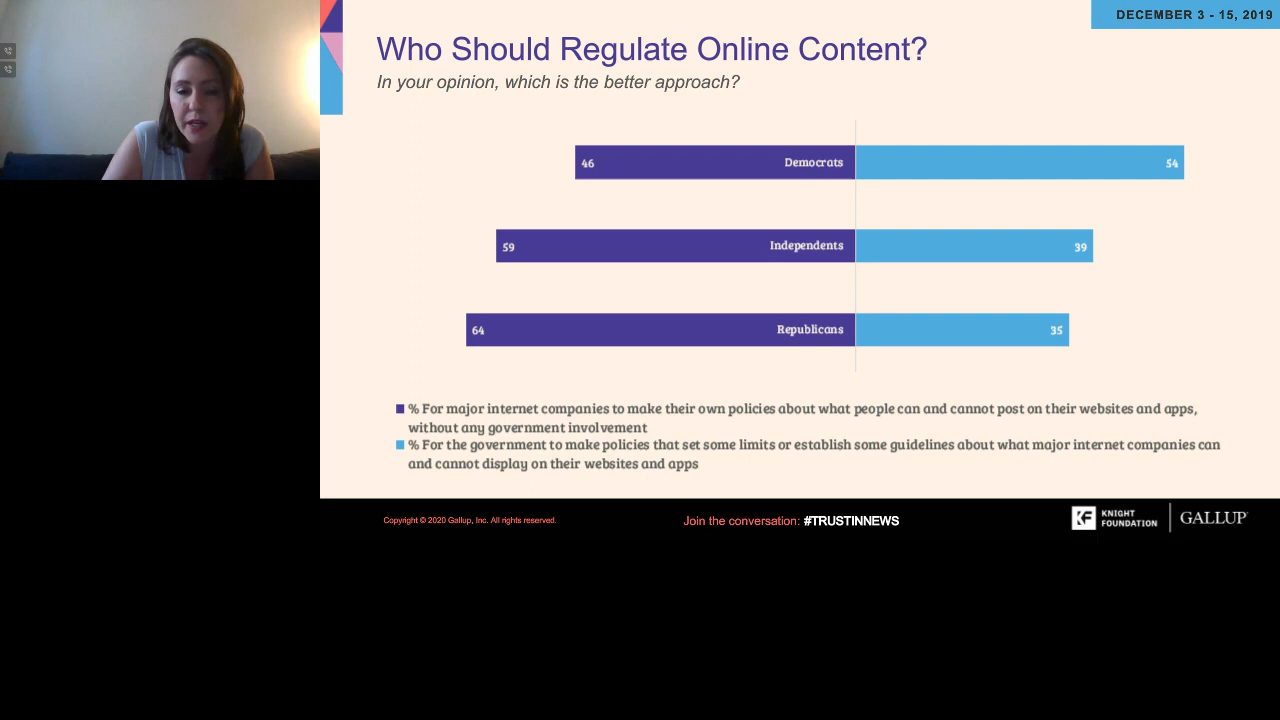 DECEMBER 3 - 15, 2019
Who Should Regulate Online Content?
In your opinion, which is the better approach?
46 Democrats 54
59 Independents 39
64 Republicans 35
% For major internet companies to make their own policies about what people can and cannot post on their websites and apps,
without any government involvement
% For the government to make policies that set some limits or establish some guidelines about what major internet companies can
and cannot display on their websites and apps
Copyright © 2020 Gallup, Inc. All rights reserved.
Join the conversation: #TRUSTINNEWS
KF KNIGHT
FOUNDATION
GALLUP